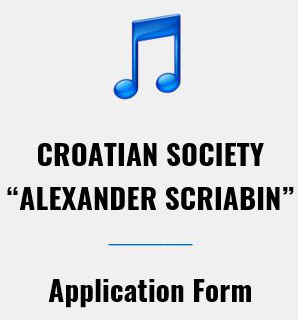 CROATIAN SOCIETY
“ALEXANDER SCRIABIN”
Application Form